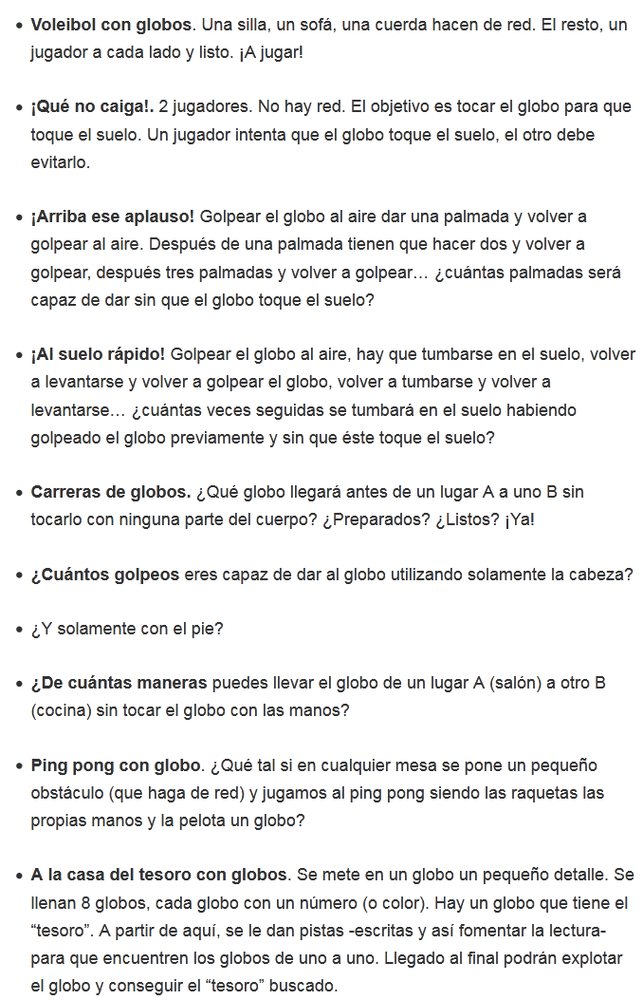 • Voleibol con globos. Una silla, un sofá, una cuerda hacen de red. El resto, un
jugador a cada lado y listo. ¡A jugar!
• ¡Qué no caiga!. 2 jugadores. No hay red. El objetivo es tocar el globo para que
toque el suelo. Un jugador intenta que el globo toque el suelo, el otro debe
evitarlo.
• ¡Arriba ese aplauso! Golpear el globo al aire dar una palmada y volver a
golpear al aire. Después de una palmada tienen que hacer dos y volver a
golpear, después tres palmadas y volver a golpear… ¿cuántas palmadas será
capaz de dar sin que el globo toque el suelo?
• ¡Al suelo rápido! Golpear el globo al aire, hay que tumbarse en el suelo, volver
a levantarse y volver a golpear el globo, volver a tumbarse y volver a
levantarse… ¿cuántas veces seguidas se tumbará en el suelo habiendo
golpeado el globo previamente y sin que éste toque el suelo?
• Carreras de globos. ¿Qué globo llegará antes de un lugar A a uno B sin
tocarlo con ninguna parte del cuerpo? ¿Preparados? ¿Listos? ¡Ya!
• ¿Cuántos golpeos eres capaz de dar al globo utilizando solamente la cabeza?
• ¿Y solamente con el pie?
• ¿De cuántas maneras puedes llevar el globo de un lugar A (salón) a otro B
(cocina) sin tocar el globo con las manos?
• Ping pong con globo. ¿Qué tal si en cualquier mesa se pone un pequeño
obstáculo (que haga de red) y jugamos al ping pong siendo las raquetas las
propias manos y la pelota un globo?
• A la casa del tesoro con globos. Se mete en un globo un pequeño detalle. Se
llenan 8 globos, cada globo con un número (o color). Hay un globo que tiene el
“tesoro”. A partir de aquí, se le dan pistas -escritas y así fomentar la lectura-
para que encuentren los globos de uno a uno. Llegado al final podrán explotar
el globo y conseguir el “tesoro” buscado.